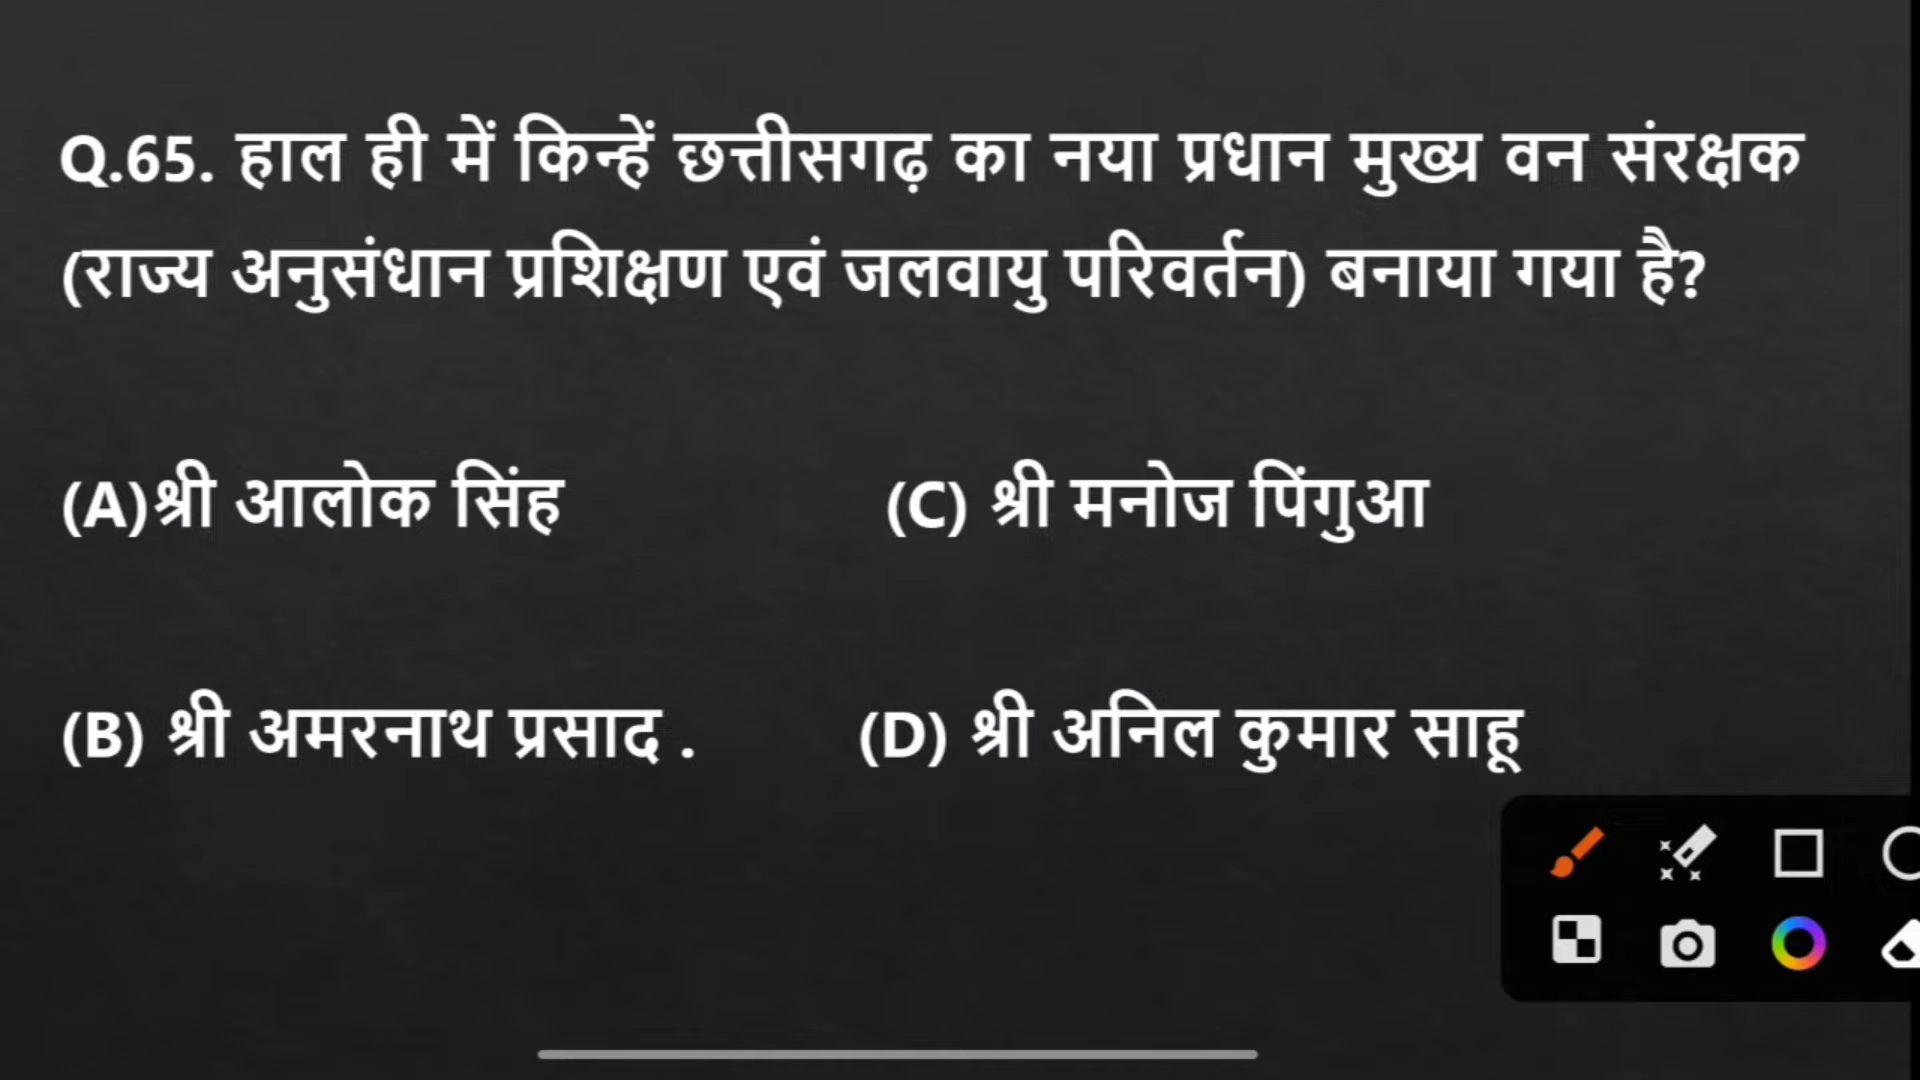 Q.65. हाल ही में किन्हें छत्तीसगढ़ का नया प्रधान मुख्य वन संरक्षक
(राज्य अनुसंधान प्रशिक्षण एवं जलवायु परिवर्तन) बनाया गया है?
(A)श्री आलोक सिंह (C) श्री मनोज पिंगुआ
(B) श्री अमरनाथ प्रसाद . (D) श्री अनिल कुमार साहू